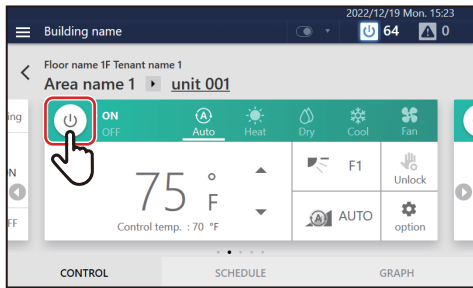 2022/12/19 Mon. 15:23
Building name
64
0
Floor name 1F Tenant name 1
Area name 1 unit 001
ing
ON
OFF
Auto
Heat
Dry
Cool
Fan
N
FF
75 °F
Control temp. : 70 °F
F1
Unlock
AUTO
option
CONTROL
SCHEDULE
GRAPH